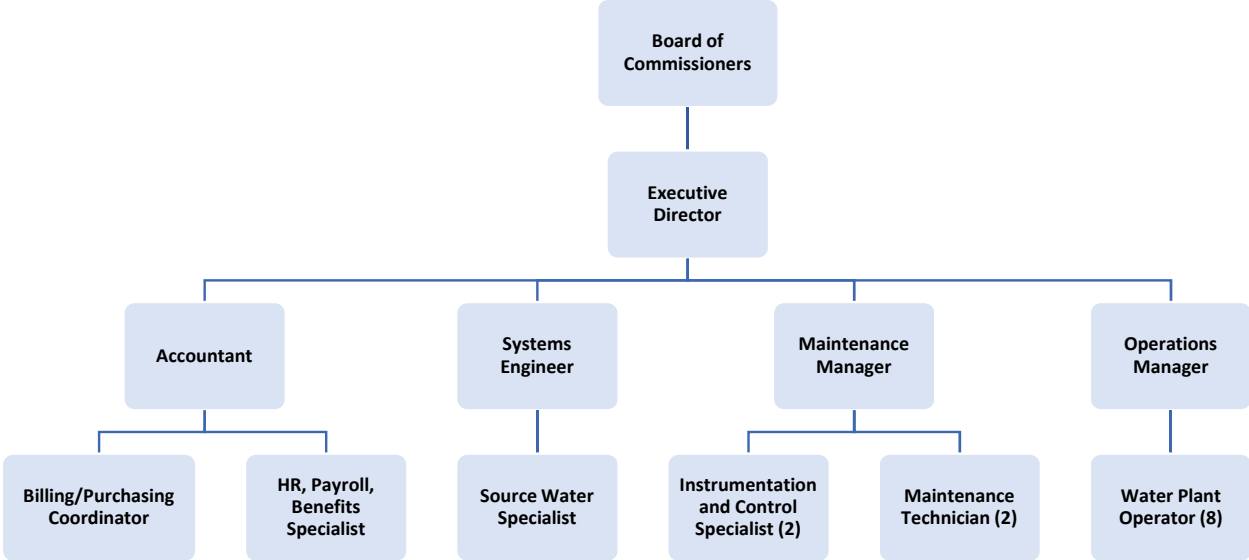 Board of
Commissioners
Executive
Director
Accountant
Systems
Engineer
Maintenance
Manager
Operations
Manager
Billing/Purchasing
Coordinator
HR, Payroll,
Benefits
Specialist
Source Water
Specialist
Instrumentation
and Control
Specialist (2)
Maintenance
Technician (2)
Water Plant
Operator (8)